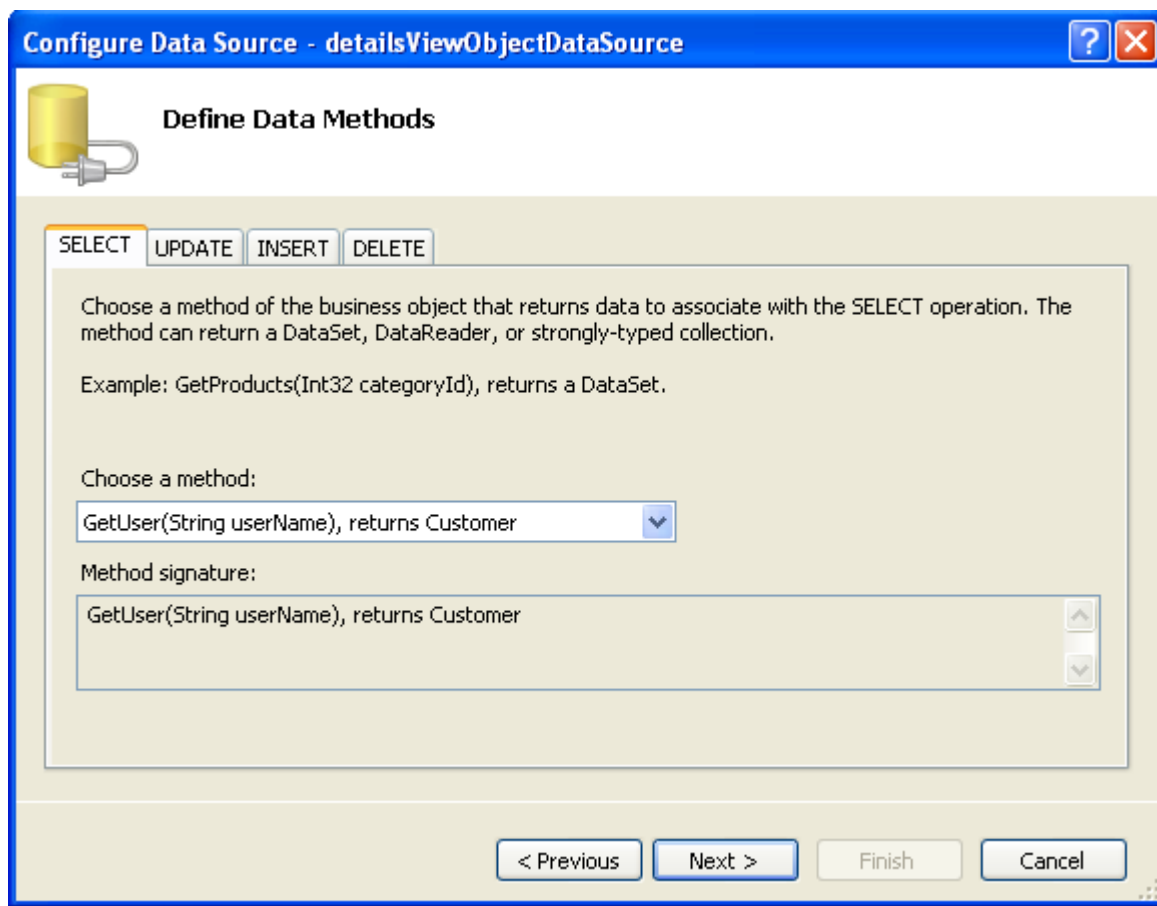 Configure Data Source - detailsViewObjectDataSource
Define Data Methods
SELECT UPDATE INSERT DELETE
Choose a method of the business object that returns data to associate with the SELECT operation. The
method can return a DataSet, DataReader, or strongly-typed collection.
Example: GetProducts(Int32 categoryId), returns a DataSet.
Choose a method:
GetUser(String userName), returns Customer
Method signature:
GetUser(String userName), returns Customer
< Previous Next > Finish Cancel